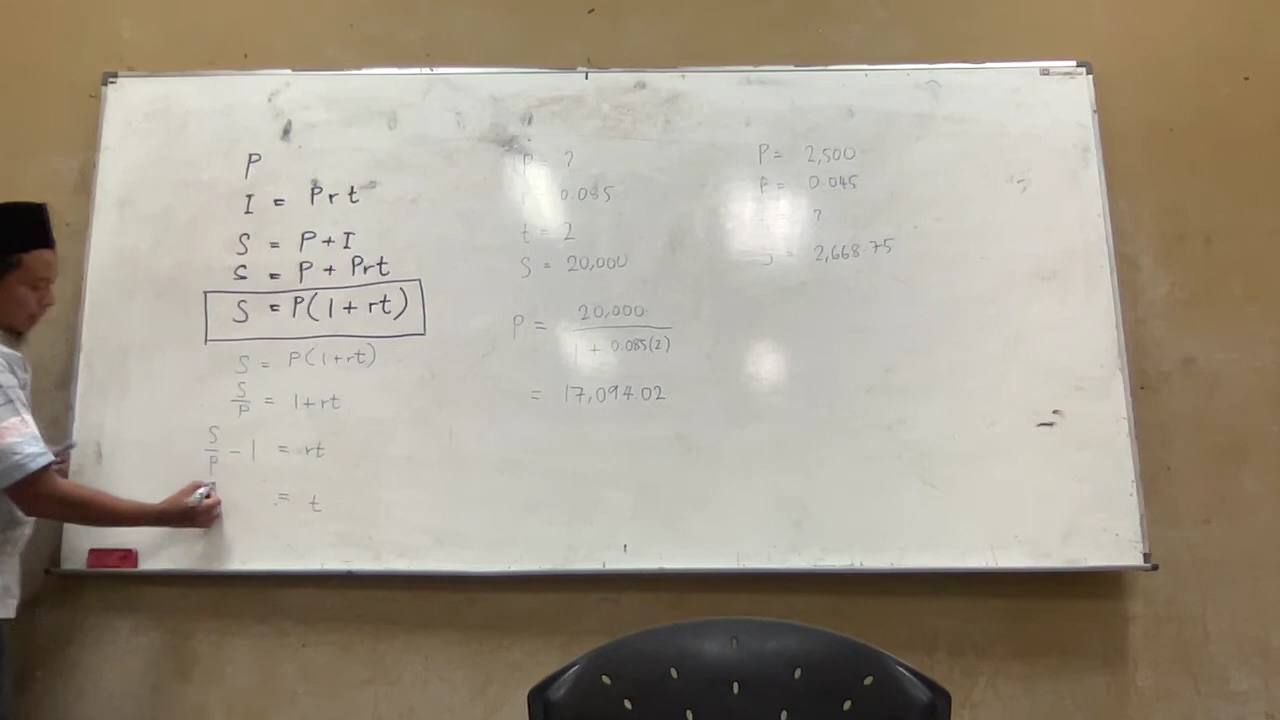 P
I = Prt
S = P + I
S = P + Prt
S = P(1 + rt)
S = P(1+rt)
S/P = 1+rt
S/P - 1 = rt
= t
P = ?
0.085
t = 2
S = 20,000
P = 20,000 / 1 + 0.085(2)
= 17,094.02
P = 2,500
r = 0.045
?
S = 2,668.75